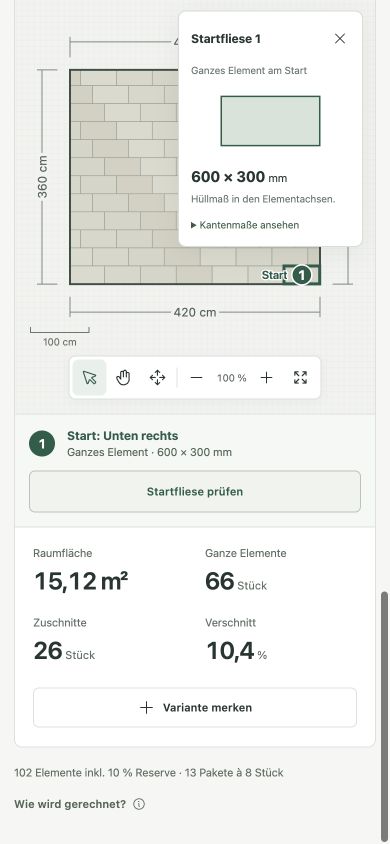 Startfliese 1
Ganzes Element am Start
600 × 300 mm
Hüllmaß in den Elementachsen.
▶ Kantenmaße ansehen
360 cm
Start 1
420 cm
100 cm
100 %
1
Start: Unten rechts
Ganzes Element · 600 × 300 mm
Startfliese prüfen
Raumfläche
15,12 m²
Ganze Elemente
66 Stück
Zuschnitte
26 Stück
Verschnitt
10,4 %
Variante merken
102 Elemente inkl. 10 % Reserve · 13 Pakete à 8 Stück
Wie wird gerechnet?